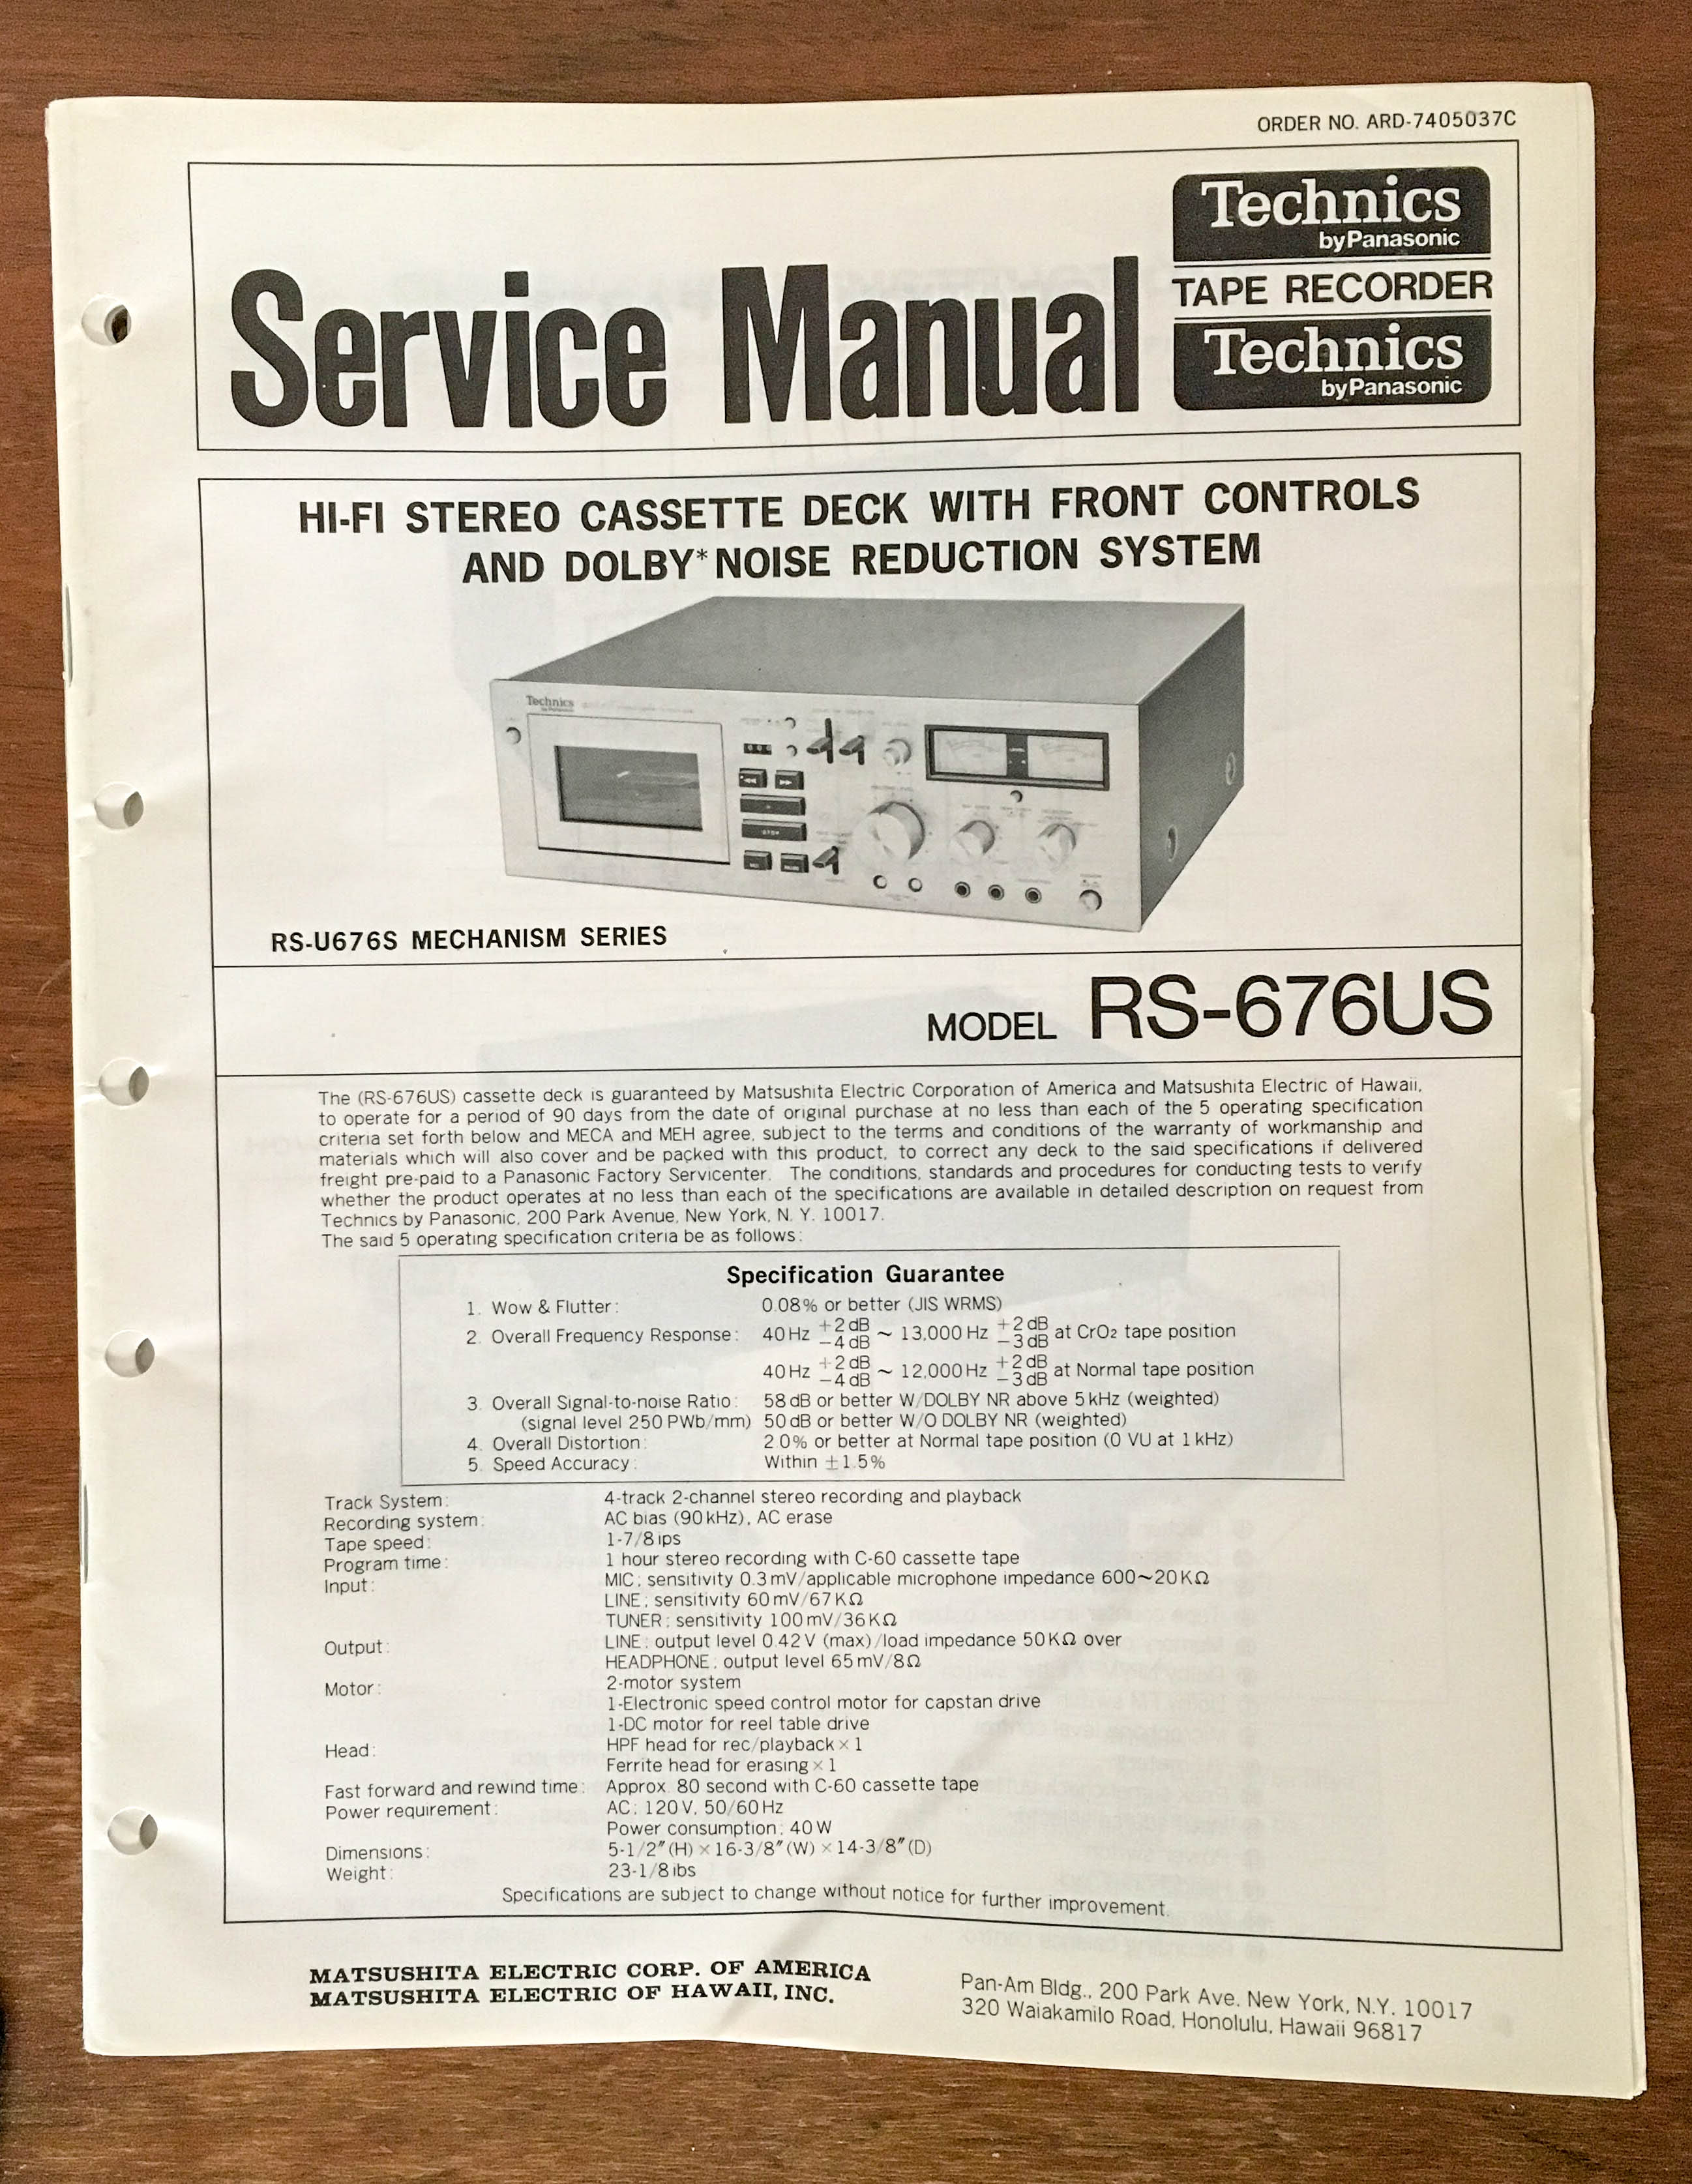 ORDER NO. ARD-7405037C
Service Manual
Technics
by Panasonic
TAPE RECORDER
Technics
by Panasonic
HI-FI STEREO CASSETTE DECK WITH FRONT CONTROLS
AND DOLBY* NOISE REDUCTION SYSTEM
Technics
by Panasonic
STOP
RS-U676S MECHANISM SERIES
MODEL RS-676US
The (RS-676US) cassette deck is guaranteed by Matsushita Electric Corporation of America and Matsushita Electric of Hawaii,
to operate for a period of 90 days from the date of original purchase at no less than each of the 5 operating specification
criteria set forth below and MECA and MEH agree, subject to the terms and conditions of the warranty of workmanship and
materials which will also cover and be packed with this product, to correct any deck to the said specifications if delivered
freight pre-paid to a Panasonic Factory Servicenter. The conditions, standards and procedures for conducting tests to verify
whether the product operates at no less than each of the specifications are available in detailed description on request from
Technics by Panasonic, 200 Park Avenue, New York, N. Y. 10017.
The said 5 operating specification criteria be as follows:
Specification Guarantee
1. Wow & Flutter: 0.08% or better (JIS WRMS)
2. Overall Frequency Response: 40 Hz +2 dB −4 dB ~ 13,000 Hz +2 dB −3 dB at CrO2 tape position
40 Hz +2 dB −4 dB ~ 12,000 Hz +2 dB −3 dB at Normal tape position
3. Overall Signal-to-noise Ratio: 58 dB or better W/DOLBY NR above 5 kHz (weighted)
(signal level 250 PWb/mm) 50 dB or better W/O DOLBY NR (weighted)
4. Overall Distortion: 2.0% or better at Normal tape position (0 VU at 1 kHz)
5. Speed Accuracy: Within ±1.5%
Track System: 4-track 2-channel stereo recording and playback
Recording system: AC bias (90 kHz), AC erase
Tape speed: 1-7/8 ips
Program time: 1 hour stereo recording with C-60 cassette tape
Input: MIC; sensitivity 0.3 mV/applicable microphone impedance 600~20 KΩ
LINE; sensitivity 60 mV/67 KΩ
TUNER; sensitivity 100 mV/36 KΩ
Output: LINE; output level 0.42 V (max)/load impedance 50 KΩ over
HEADPHONE; output level 65 mV/8Ω
Motor: 2-motor system
1-Electronic speed control motor for capstan drive
1-DC motor for reel table drive
Head: HPF head for rec/playback × 1
Ferrite head for erasing × 1
Fast forward and rewind time: Approx. 80 second with C-60 cassette tape
Power requirement: AC; 120 V, 50/60 Hz
Power consumption; 40 W
Dimensions: 5-1/2″ (H) × 16-3/8″ (W) × 14-3/8″ (D)
Weight: 23-1/8 ibs
Specifications are subject to change without notice for further improvement.
MATSUSHITA ELECTRIC CORP. OF AMERICA Pan-Am Bldg., 200 Park Ave. New York, N.Y. 10017
MATSUSHITA ELECTRIC OF HAWAII, INC. 320 Waiakamilo Road, Honolulu, Hawaii 96817